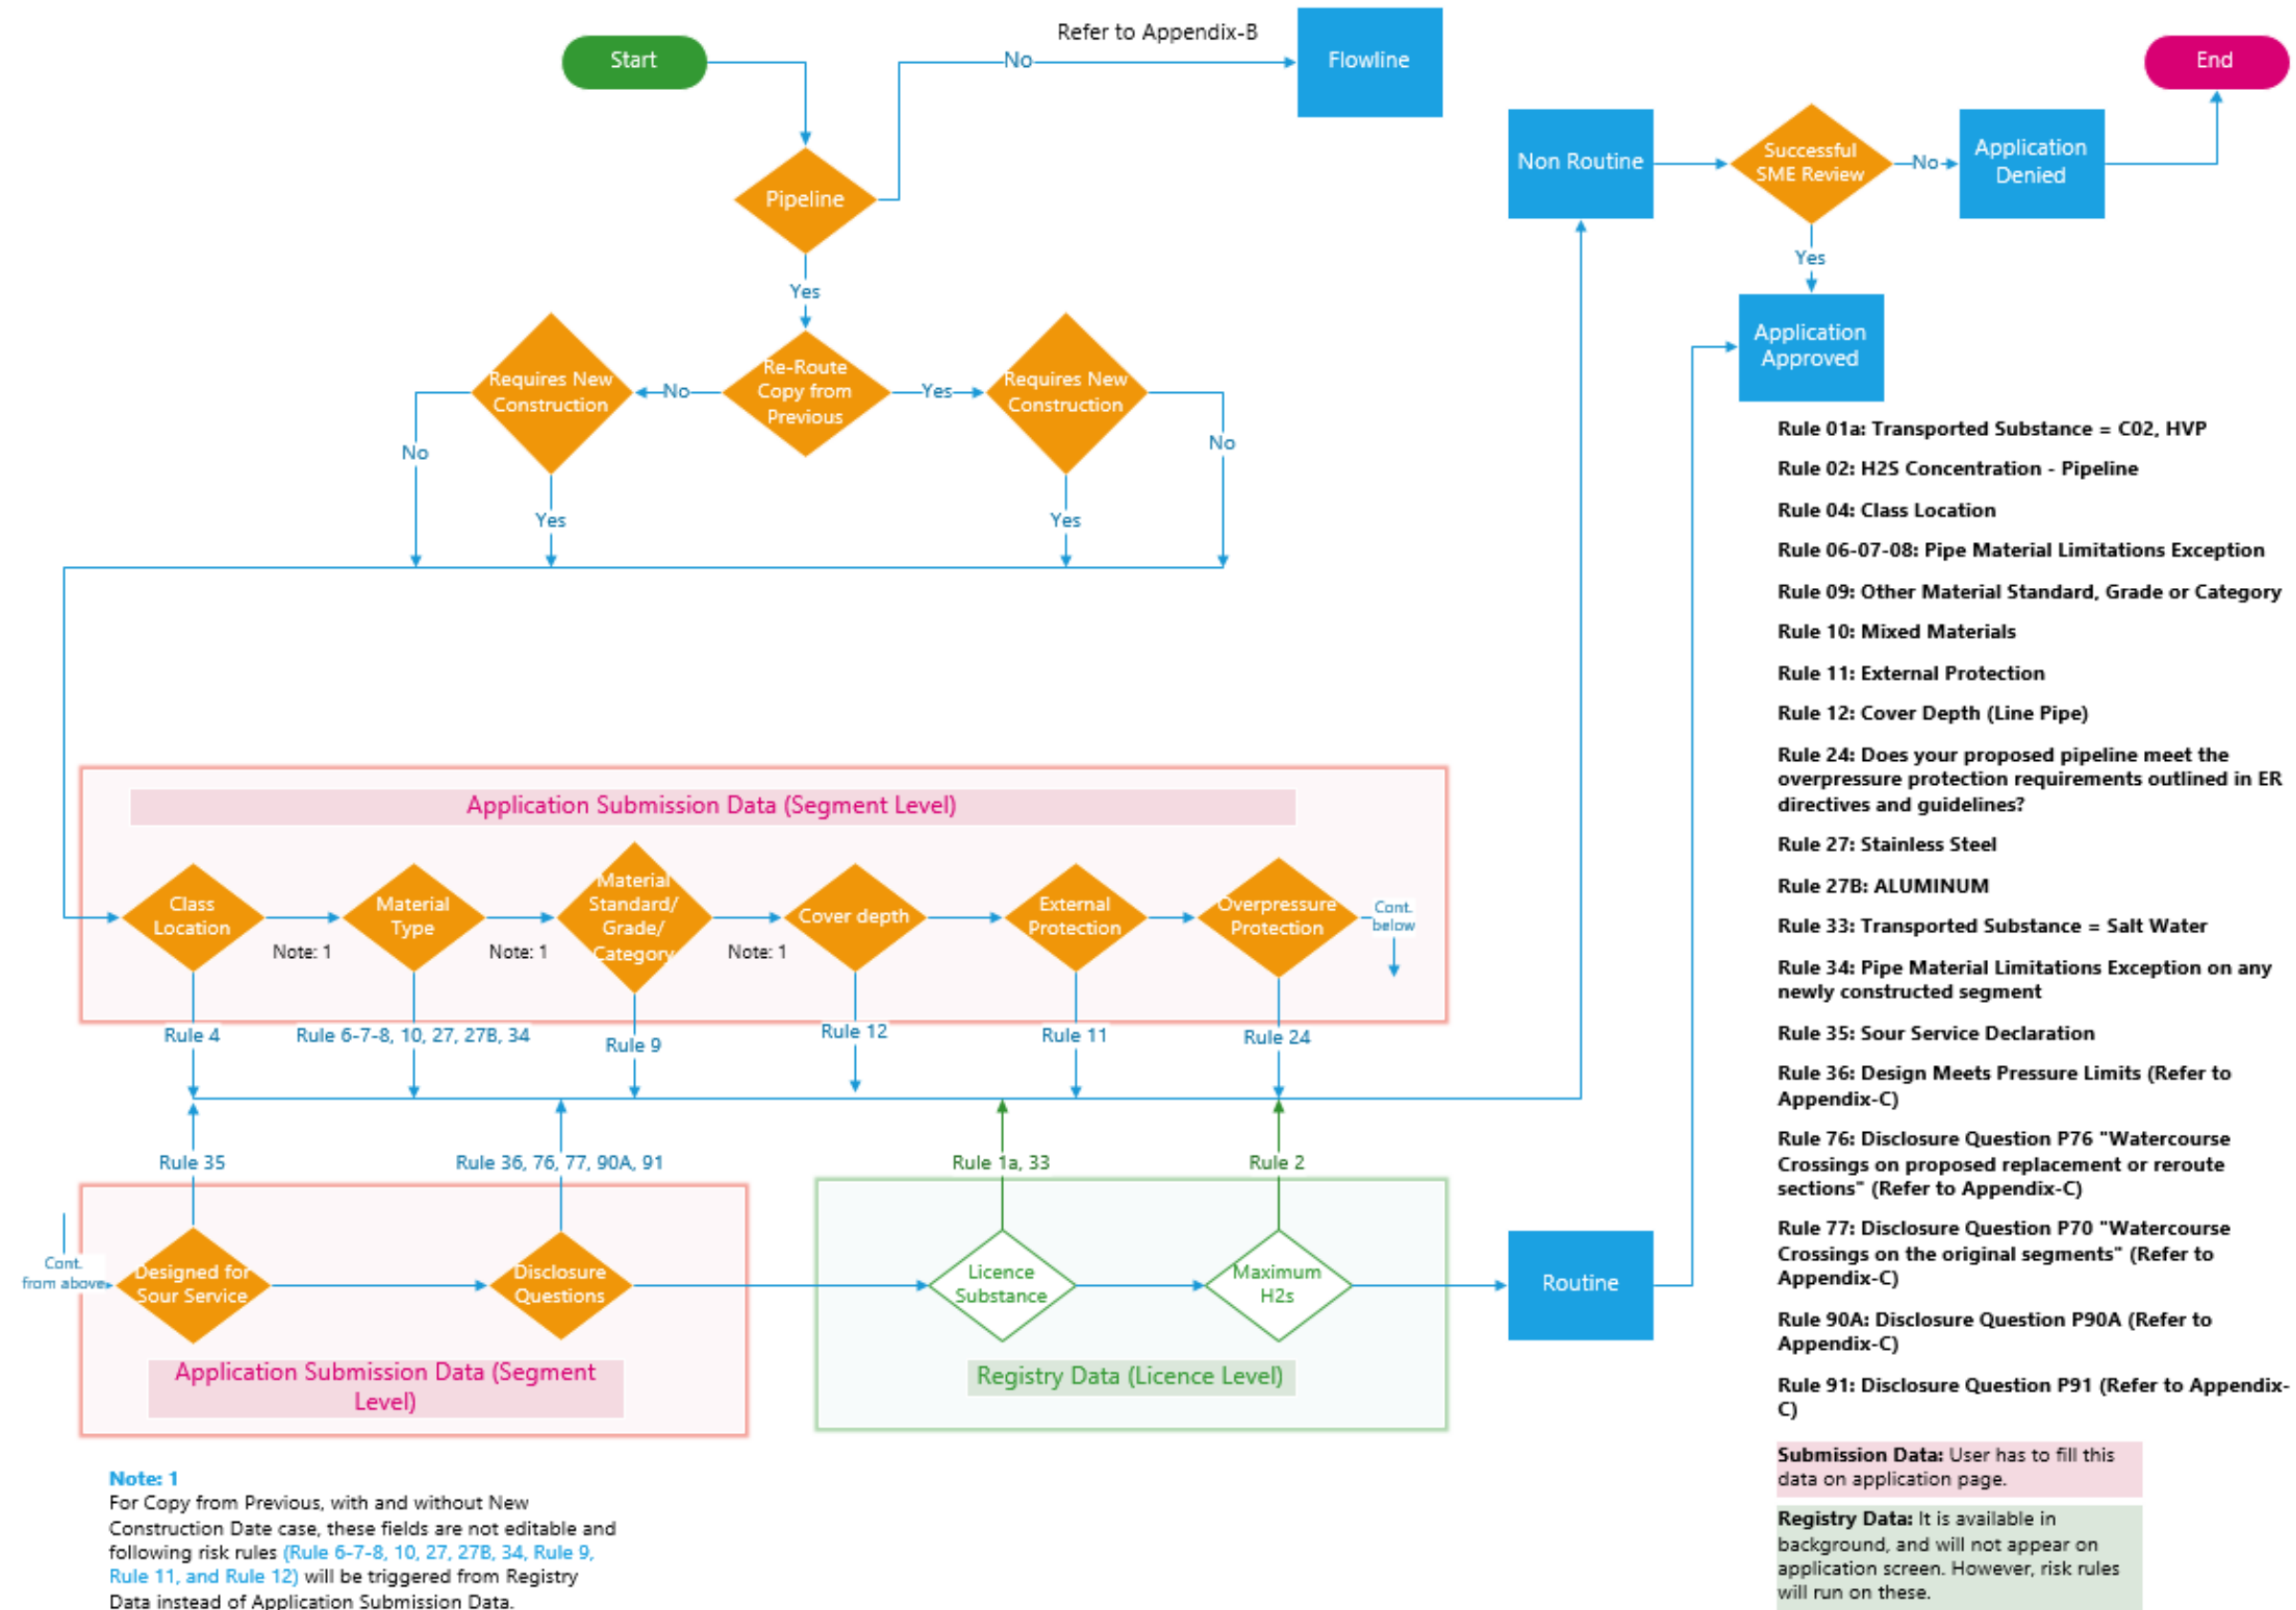 Refer to Appendix-B
Start
No
Flowline
End
Pipeline
Non Routine
Successful
SME Review
No
Application
Denied
Yes
Yes
Application
Approved
Requires New
Construction
No
Re-Route
Copy from
Previous
Yes
Requires New
Construction
No
No
Yes
Yes
Application Submission Data (Segment Level)
Class
Location
Note: 1
Material
Type
Note: 1
Material
Standard/
Grade/
Category
Note: 1
Cover depth
External
Protection
Overpressure
Protection
Cont.
below
Rule 4
Rule 6-7-8, 10, 27, 27B, 34
Rule 9
Rule 12
Rule 11
Rule 24
Rule 35
Rule 36, 76, 77, 90A, 91
Rule 1a, 33
Rule 2
Cont.
from above
Designed for
Sour Service
Disclosure
Questions
Licence
Substance
Maximum
H2s
Routine
Application Submission Data (Segment
Level)
Registry Data (Licence Level)
Note: 1
For Copy from Previous, with and without New
Construction Date case, these fields are not editable and
following risk rules (Rule 6-7-8, 10, 27, 27B, 34, Rule 9,
Rule 11, and Rule 12) will be triggered from Registry
Data instead of Application Submission Data.
Rule 01a: Transported Substance = C02, HVP
Rule 02: H2S Concentration - Pipeline
Rule 04: Class Location
Rule 06-07-08: Pipe Material Limitations Exception
Rule 09: Other Material Standard, Grade or Category
Rule 10: Mixed Materials
Rule 11: External Protection
Rule 12: Cover Depth (Line Pipe)
Rule 24: Does your proposed pipeline meet the
overpressure protection requirements outlined in ER
directives and guidelines?
Rule 27: Stainless Steel
Rule 27B: ALUMINUM
Rule 33: Transported Substance = Salt Water
Rule 34: Pipe Material Limitations Exception on any
newly constructed segment
Rule 35: Sour Service Declaration
Rule 36: Design Meets Pressure Limits (Refer to
Appendix-C)
Rule 76: Disclosure Question P76 "Watercourse
Crossings on proposed replacement or reroute
sections" (Refer to Appendix-C)
Rule 77: Disclosure Question P70 "Watercourse
Crossings on the original segments" (Refer to
Appendix-C)
Rule 90A: Disclosure Question P90A (Refer to
Appendix-C)
Rule 91: Disclosure Question P91 (Refer to Appendix-
C)
Submission Data: User has to fill this
data on application page.
Registry Data: It is available in
background, and will not appear on
application screen. However, risk rules
will run on these.